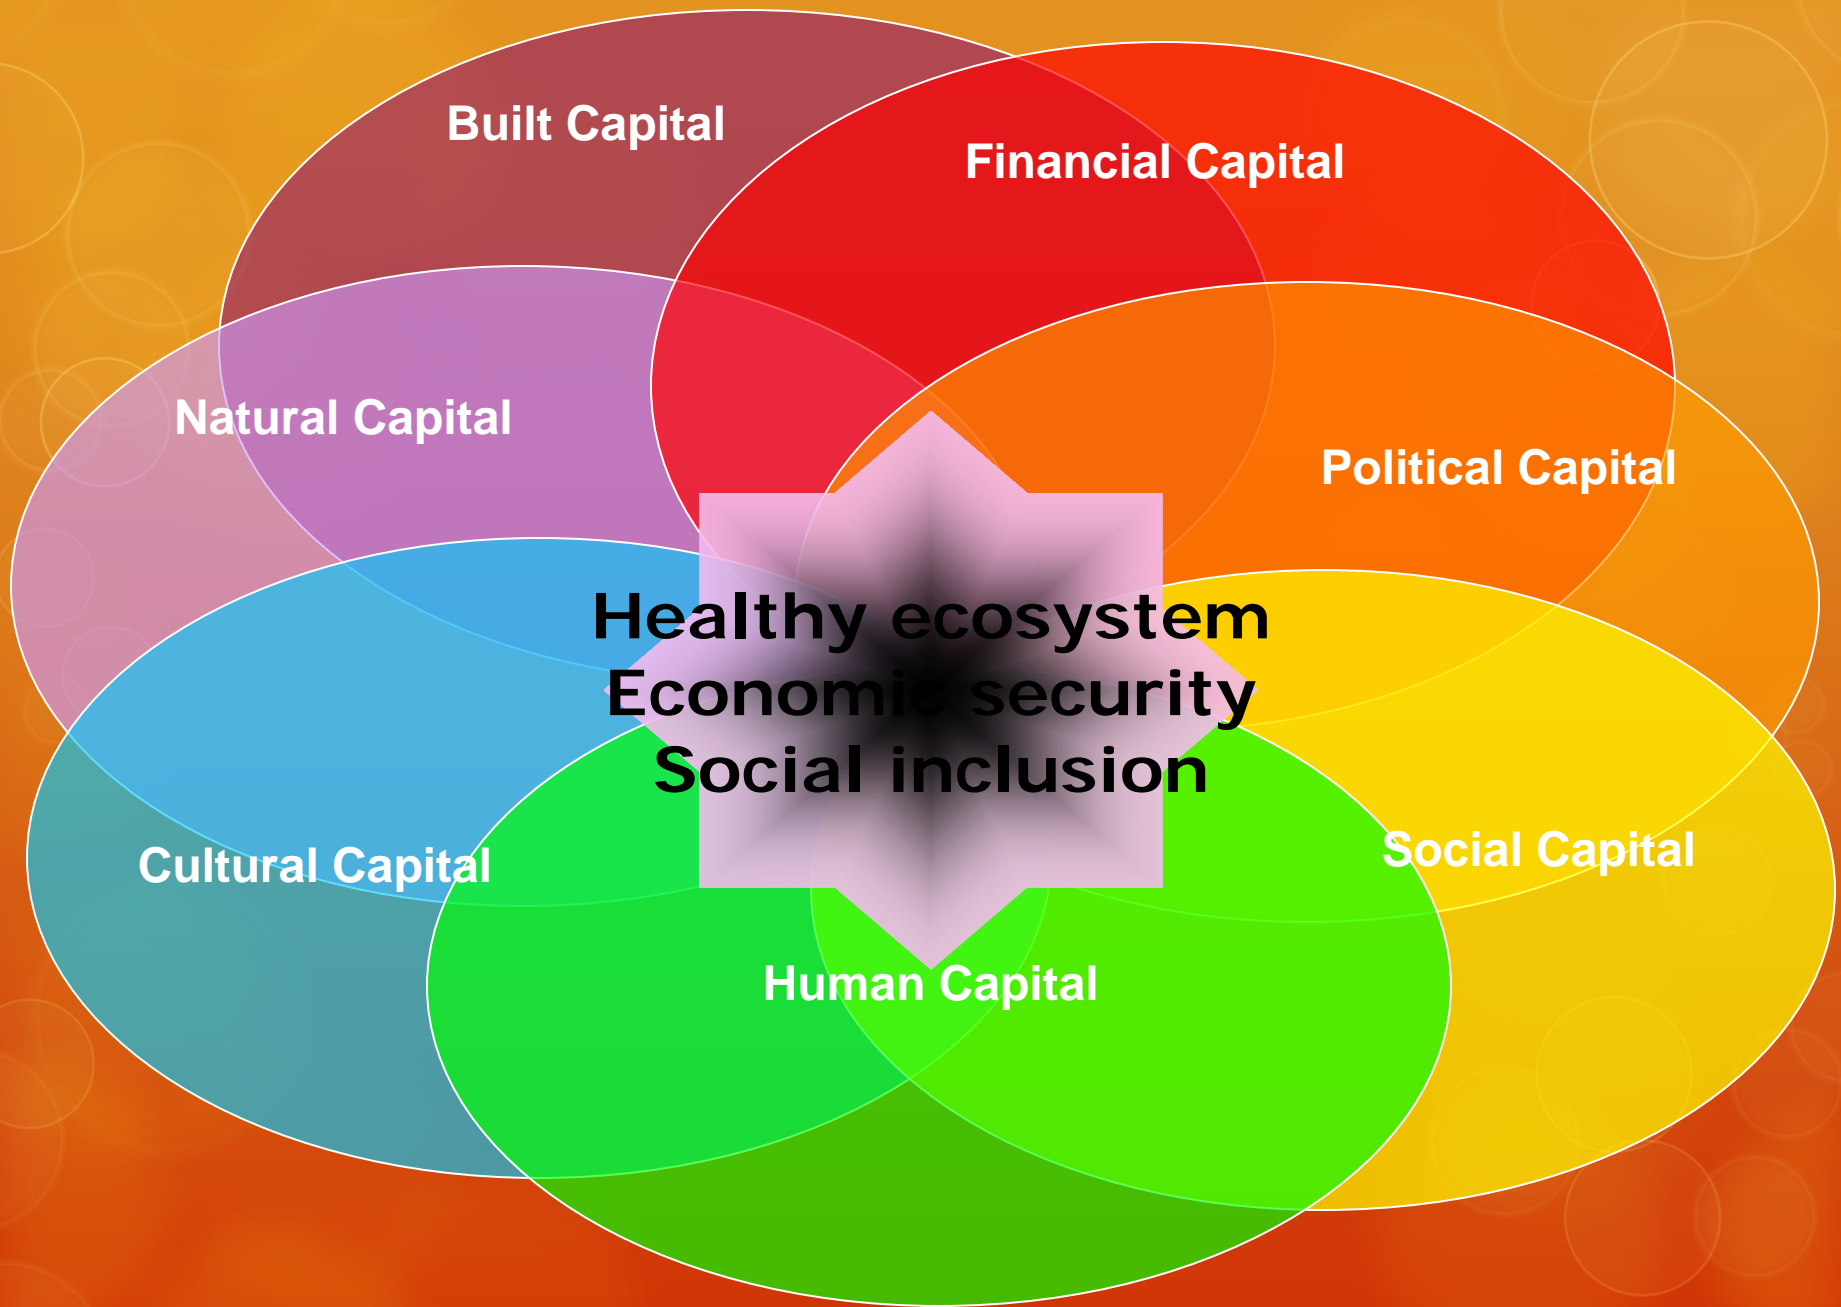 Built Capital
Financial Capital
Natural Capital
Political Capital
Healthy ecosystem
Economic security
Social inclusion
Cultural Capital
Social Capital
Human Capital